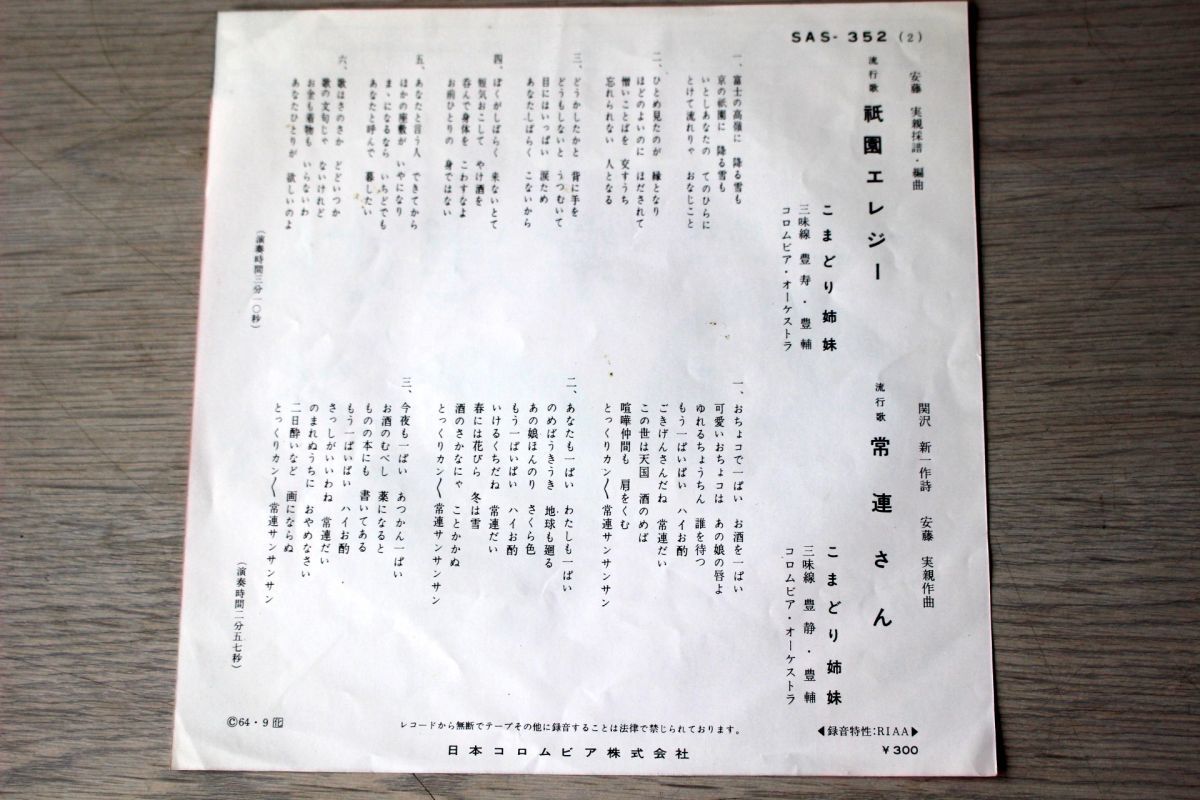 SAS-352 (2)
安藤 実親採譜・編曲
流行歌 祇園エレジー
こまどり姉妹
三味線 豊寿・豊輔
コロムビア・オーケストラ
一、富士の高嶺に 降る雪も
京の祇園に 降る雪も
いとしあなたの てのひらに
とけて流れりゃ おなじこと
二、ひとめ見たのが 縁となり
ほどのよいのに ほだされて
憎いことばを 交すうち
忘れられない 人となる
三、どうかしたかと 背に手を
どうもしないと うつむいて
目にはいっぱい 涙ため
あなたしばらく こないから
四、ぼくがしばらく 来ないとて
短気おこして やけ酒を
呑んで身体を こわすなよ
お前ひとりの 身ではない
五、あなたと言う人 できてから
ほかの座敷が いやになり
まゝになるなら いちどでも
あなたと呼んで 暮したい
六、歌はさのさか どどいつか
歌の文句じゃ ないけれど
お金も着物も いらないわ
あなたひとりが 欲しいのよ
(演奏時間三分一〇秒)
関沢 新一作詩 安藤 実親作曲
流行歌 常連さん
こまどり姉妹
三味線 豊静・豊輔
コロムビア・オーケストラ
一、おちょコで一ぱい お酒を一ぱい
可愛いおちょコは あの娘の唇よ
ゆれるちょうちん 誰を待つ
もう一ぱいぱい ハイお酌
ごきげんさんだね 常連だい
この世は天国 酒のめば
喧嘩仲間も 肩をくむ
とっくりカン〱 常連サンサンサン
二、あなたも一ぱい わたしも一ぱい
のめばうきうき 地球も廻る
あの娘ほんのり さくら色
もう一ぱいぱい ハイお酌
いけるくちだね 常連だい
春には花びら 冬は雪
酒のさかなにゃ ことかかぬ
とっくりカン〱 常連サンサンサン
三、今夜も一ぱい あつかん一ぱい
お酒のむべし 薬になると
ものの本にも 書いてある
もう一ぱいぱい ハイお酌
さっしがいいわね 常連だい
のまれぬうちに おやめなさい
二日酔いなど 画にならぬ
とっくりカン〱 常連サンサンサン
(演奏時間二分五七秒)
Ⓒ64・9
レコードから無断でテープその他に録音することは法律で禁じられております。
日本コロムビア株式会社
◀録音特性:RIAA▶
¥300